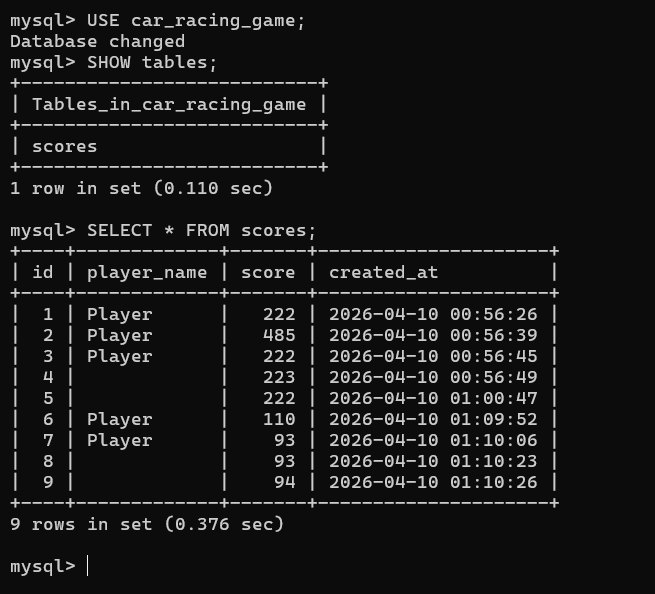 mysql> USE car_racing_game;
Database changed
mysql> SHOW tables;
+---------------------------+
| Tables_in_car_racing_game |
+---------------------------+
| scores                    |
+---------------------------+
1 row in set (0.110 sec)

mysql> SELECT * FROM scores;
+----+-------------+-------+---------------------+
| id | player_name | score | created_at          |
+----+-------------+-------+---------------------+
|  1 | Player      |   222 | 2026-04-10 00:56:26 |
|  2 | Player      |   485 | 2026-04-10 00:56:39 |
|  3 | Player      |   222 | 2026-04-10 00:56:45 |
|  4 |             |   223 | 2026-04-10 00:56:49 |
|  5 |             |   222 | 2026-04-10 01:00:47 |
|  6 | Player      |   110 | 2026-04-10 01:09:52 |
|  7 | Player      |    93 | 2026-04-10 01:10:06 |
|  8 |             |    93 | 2026-04-10 01:10:23 |
|  9 |             |    94 | 2026-04-10 01:10:26 |
+----+-------------+-------+---------------------+
9 rows in set (0.376 sec)

mysql>